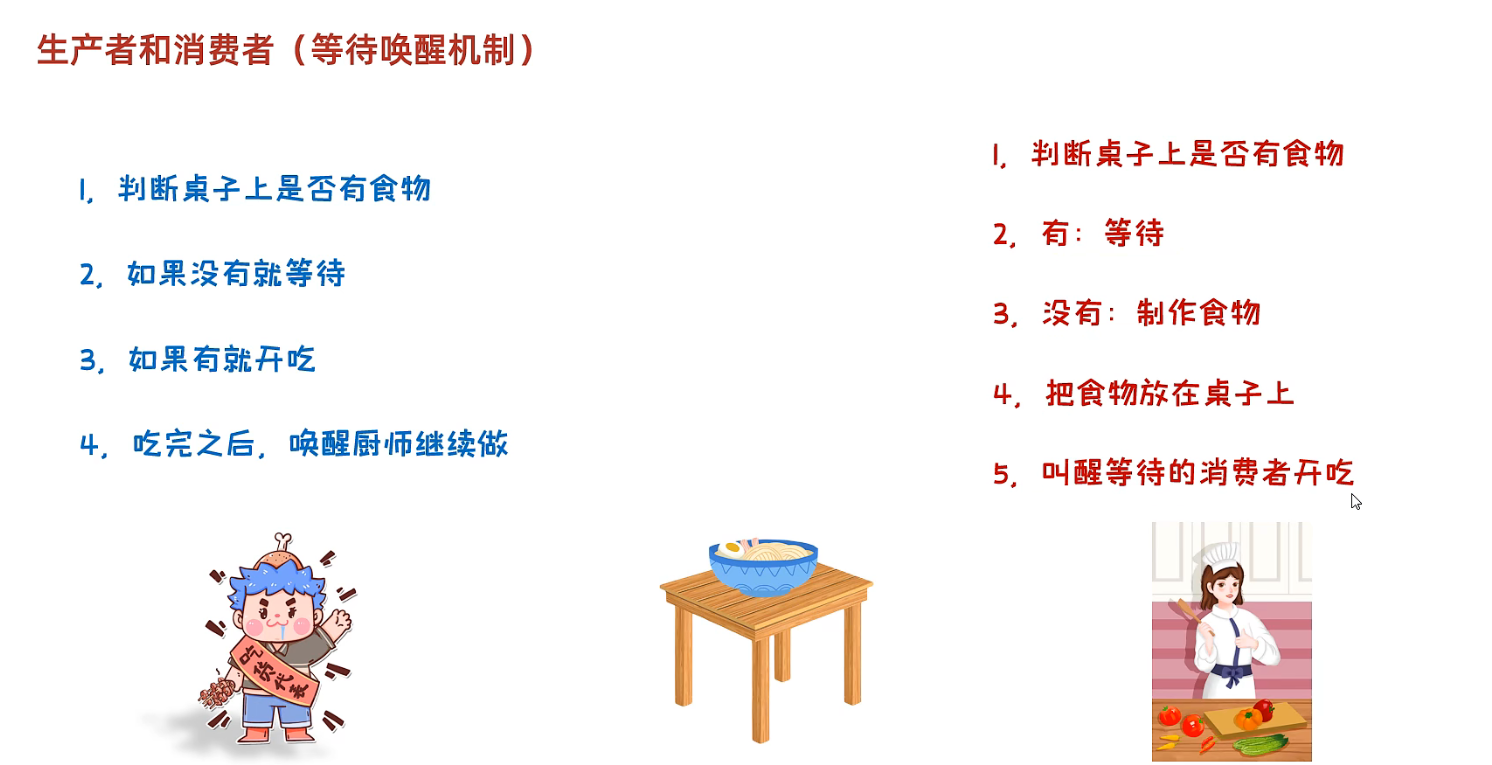 生产者和消费者（等待唤醒机制）
1, 判断桌子上是否有食物
2, 如果没有就等待
3, 如果有就开吃
4, 吃完之后, 唤醒厨师继续做
1, 判断桌子上是否有食物
2, 有: 等待
3, 没有: 制作食物
4, 把食物放在桌子上
5, 叫醒等待的消费者开吃
吃货代表